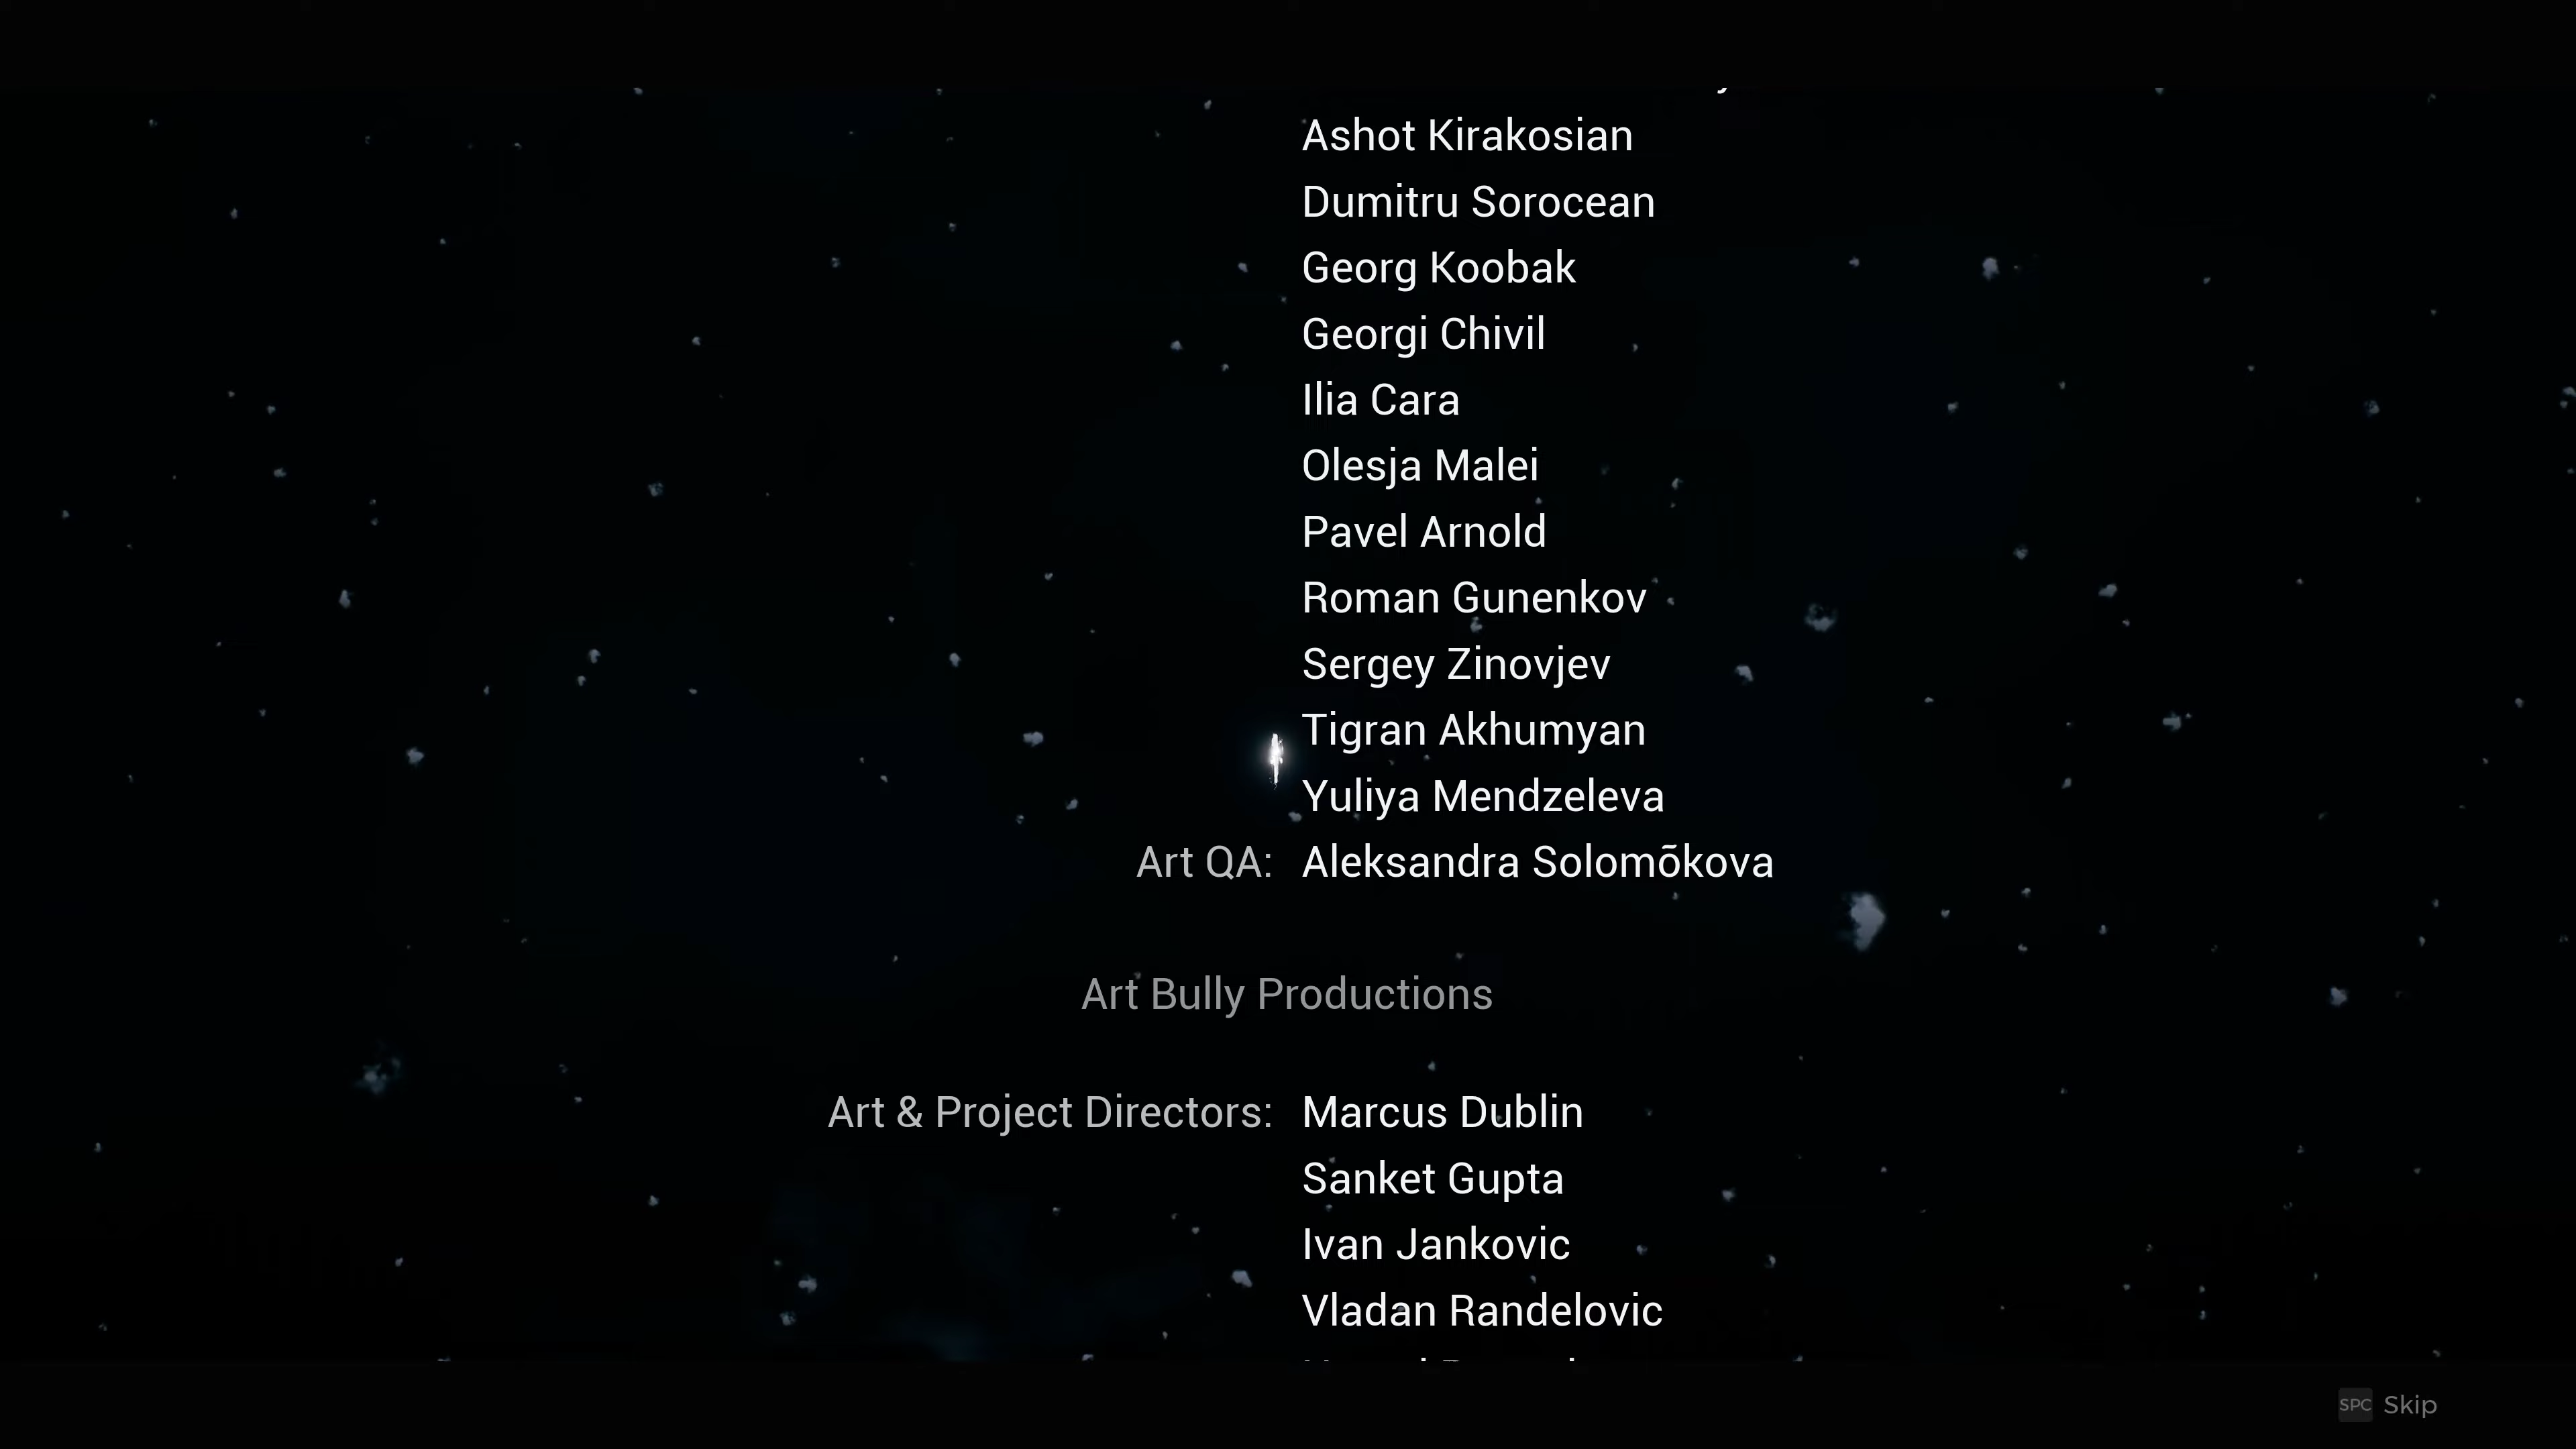 Ashot Kirakosian
Dumitru Sorocean
Georg Koobak
Georgi Chivil
Ilia Cara
Olesja Malei
Pavel Arnold
Roman Gunenkov
Sergey Zinovjev
Tigran Akhumyan
Yuliya Mendzeleva
Art QA: Aleksandra Solomõkova
Art Bully Productions
Art & Project Directors: Marcus Dublin
Sanket Gupta
Ivan Jankovic
Vladan Randelovic
SPC Skip